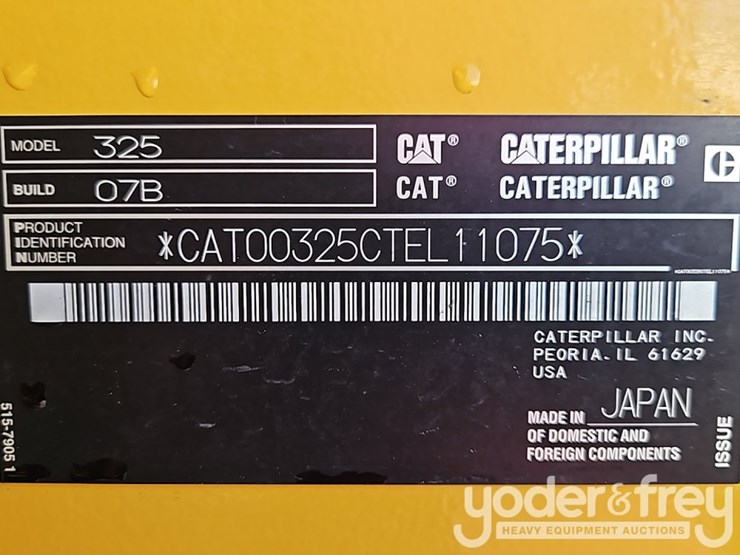 MODEL 325
CAT® CATERPILLAR®
BUILD 07B
CAT® CATERPILLAR®
PRODUCT
IDENTIFICATION
NUMBER
*CAT00325CTEL11075*
*CAT00325CTEL11075*
CATERPILLAR INC.
PEORIA. IL 61629
USA
MADE IN JAPAN
OF DOMESTIC AND
FOREIGN COMPONENTS
515-7905 1
ISSUE
yoder&frey
HEAVY EQUIPMENT AUCTIONS